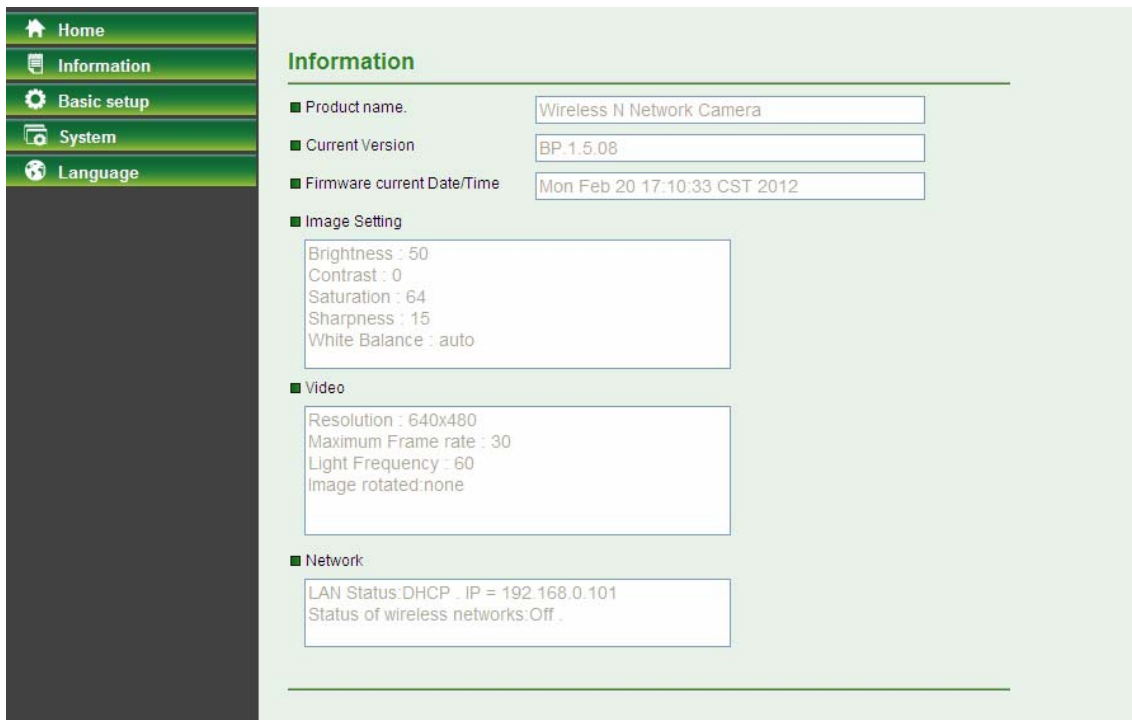 Home
Information
Basic setup
System
Language
Information
Product name.
Wireless N Network Camera
Current Version
BP.1.5.08
Firmware current Date/Time
Mon Feb 20 17:10:33 CST 2012
Image Setting
Brightness : 50
Contrast : 0
Saturation : 64
Sharpness : 15
White Balance : auto
Video
Resolution : 640x480
Maximum Frame rate : 30
Light Frequency : 60
Image rotated:none
Network
LAN Status:DHCP . IP = 192.168.0.101
Status of wireless networks:Off .